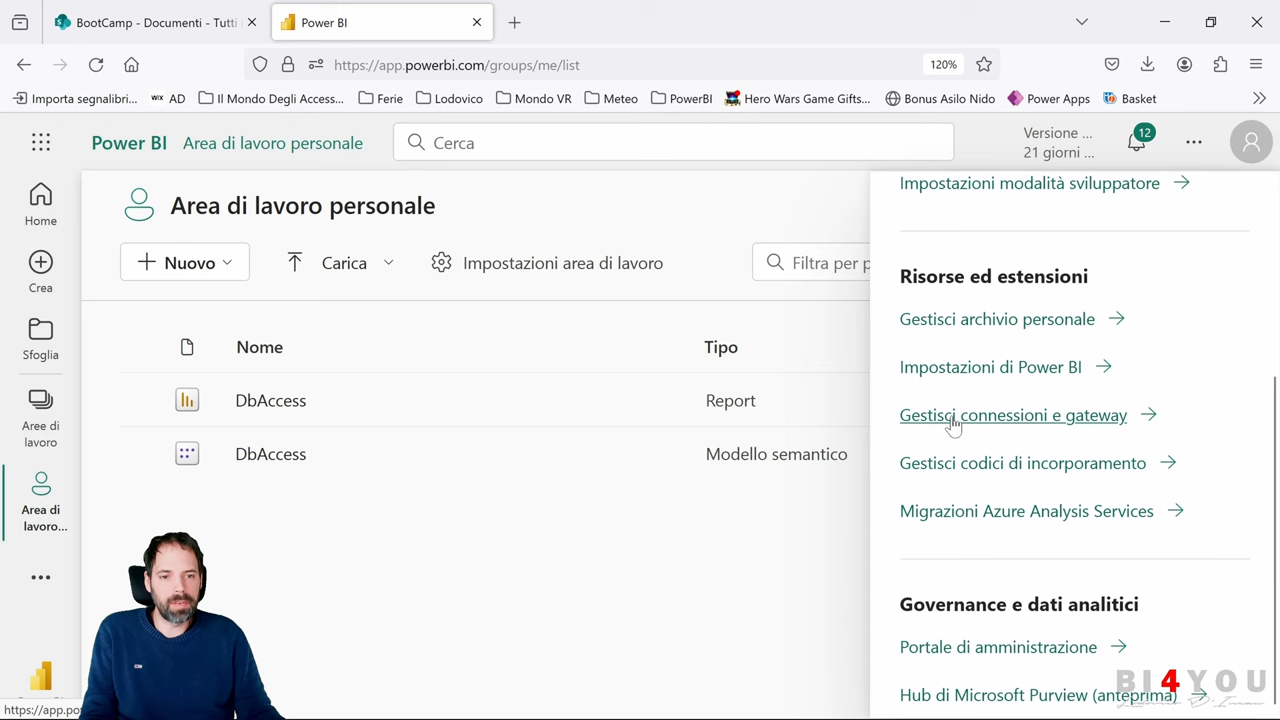 BootCamp - Documenti - Tutti i
Power BI
https://app.powerbi.com/groups/me/list
120%
Importa segnalibri...
WiX AD
Il Mondo Degli Access...
Ferie
Lodovico
Mondo VR
Meteo
PowerBI
Hero Wars Game Gifts...
Bonus Asilo Nido
Power Apps
Basket
Power BI
Area di lavoro personale
Cerca
Versione ...
21 giorni ...
12
Home
Crea
Sfoglia
Aree di
lavoro
Area di
lavoro...
Area di lavoro personale
Nuovo
Carica
Impostazioni area di lavoro
Filtra per p
Nome
Tipo
DbAccess
Report
DbAccess
Modello semantico
Impostazioni modalità sviluppatore
Risorse ed estensioni
Gestisci archivio personale
Impostazioni di Power BI
Gestisci connessioni e gateway
Gestisci codici di incorporamento
Migrazioni Azure Analysis Services
Governance e dati analitici
Portale di amministrazione
Hub di Microsoft Purview (anteprima)
BI4YOU
https://app.po